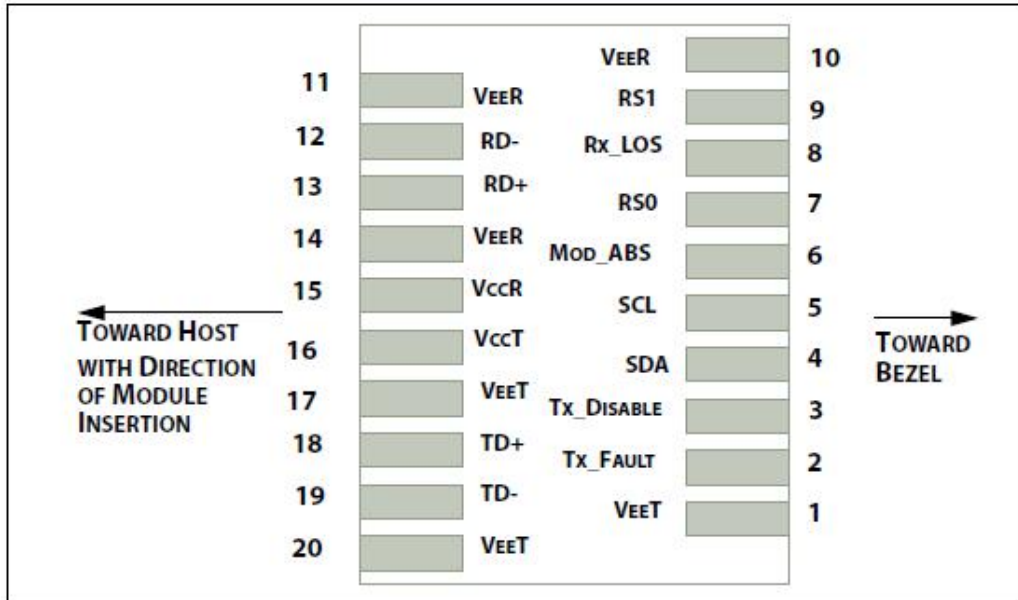 11 VEER
12 RD-
13 RD+
14 VEER
15 VCCR
16 VCCT
17 VEET
18 TD+
19 TD-
20 VEET
VEER 10
RS1 9
RX_LOS 8
RS0 7
MOD_ABS 6
SCL 5
SDA 4
TX_DISABLE 3
TX_FAULT 2
VEET 1
TOWARD HOST
WITH DIRECTION
OF MODULE
INSERTION
TOWARD
BEZEL